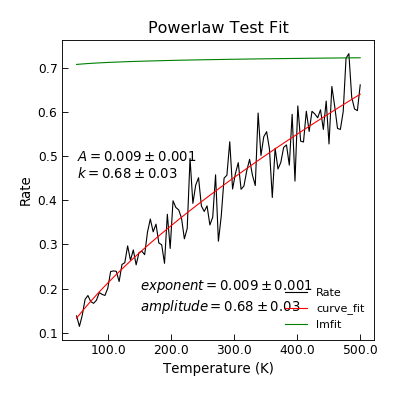 Powerlaw Test Fit
Rate
0.7
0.6
0.5
0.4
0.3
0.2
0.1
A = 0.009 ± 0.001
k = 0.68 ± 0.03
exponent = 0.009 ± 0.001
amplitude = 0.68 ± 0.03
Rate
curve_fit
lmfit
100.0 200.0 300.0 400.0 500.0
Temperature (K)